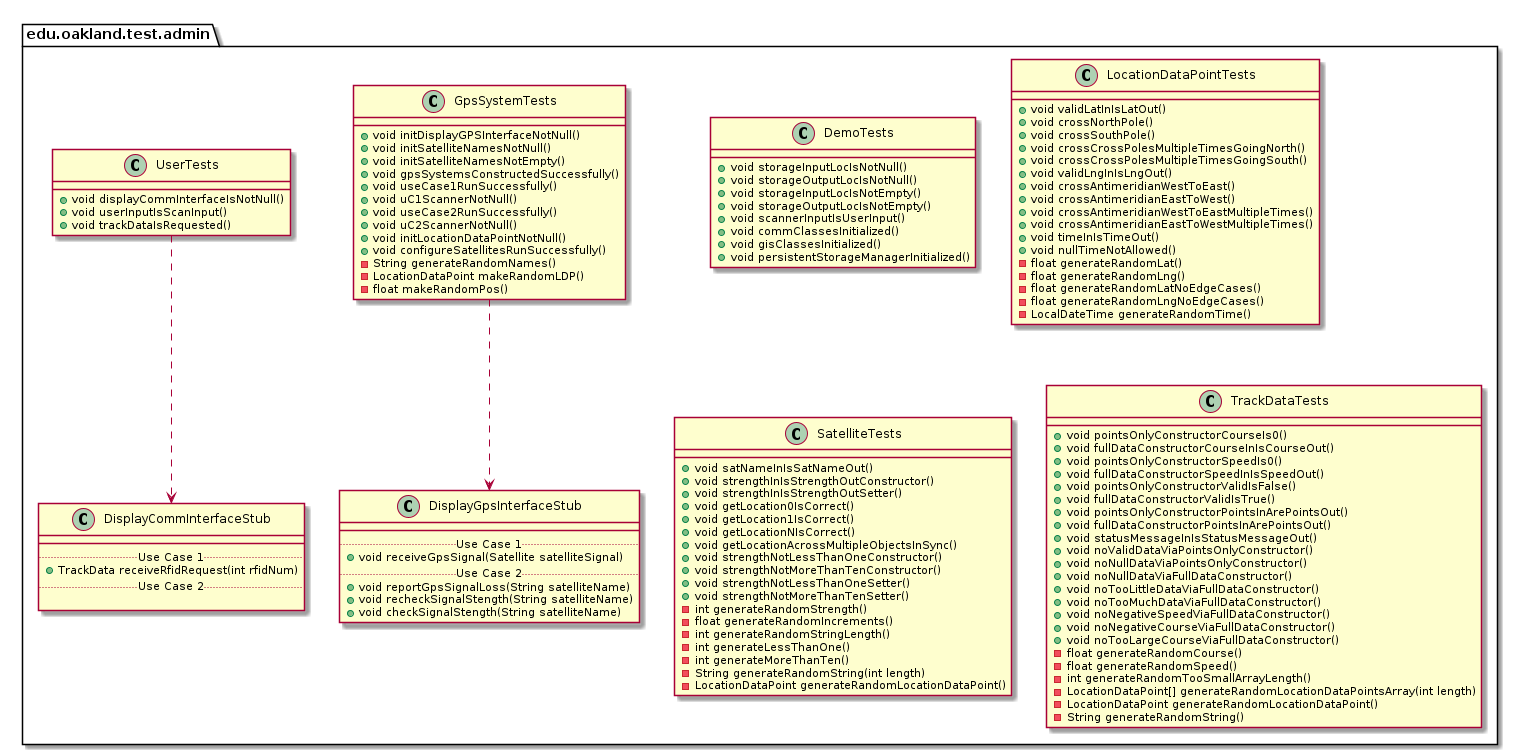 edu.oakland.test.admin
C UserTests
void displayCommInterfaceIsNotNull()
void userInputIsScanInput()
void trackDataIsRequested()
C GpsSystemTests
void initDisplayGPSInterfaceNotNull()
void initSatelliteNamesNotNull()
void initSatelliteNamesNotEmpty()
void gpsSystemsConstructedSuccessfully()
void useCase1RunSuccessfully()
void uC1ScannerNotNull()
void useCase2RunSuccessfully()
void uC2ScannerNotNull()
void initLocationDataPointNotNull()
void configureSatellitesRunSuccessfully()
String generateRandomNames()
LocationDataPoint makeRandomLDP()
float makeRandomPos()
C DemoTests
void storageInputLocIsNotNull()
void storageOutputLocIsNotNull()
void storageInputLocIsNotEmpty()
void storageOutputLocIsNotEmpty()
void scannerInputIsUserInput()
void commClassesInitialized()
void gisClassesInitialized()
void persistentStorageManagerInitialized()
C LocationDataPointTests
void validLatInIsLatOut()
void crossNorthPole()
void crossSouthPole()
void crossCrossPolesMultipleTimesGoingNorth()
void crossCrossPolesMultipleTimesGoingSouth()
void validLngInIsLngOut()
void crossAntimeridianWestToEast()
void crossAntimeridianEastToWest()
void crossAntimeridianWestToEastMultipleTimes()
void crossAntimeridianEastToWestMultipleTimes()
void timeInIsTimeOut()
void nullTimeNotAllowed()
float generateRandomLat()
float generateRandomLng()
float generateRandomLatNoEdgeCases()
float generateRandomLngNoEdgeCases()
LocalDateTime generateRandomTime()
C DisplayCommInterfaceStub
Use Case 1
TrackData receiveRfidRequest(int rfidNum)
Use Case 2
C DisplayGpsInterfaceStub
Use Case 1
void receiveGpsSignal(Satellite satelliteSignal)
Use Case 2
void reportGpsSignalLoss(String satelliteName)
void recheckSignalStength(String satelliteName)
void checkSignalStength(String satelliteName)
C SatelliteTests
void satNameInIsSatNameOut()
void strengthInIsStrengthOutConstructor()
void strengthInIsStrengthOutSetter()
void getLocation0IsCorrect()
void getLocation1IsCorrect()
void getLocationNIsCorrect()
void getLocationAcrossMultipleObjectsInSync()
void strengthNotLessThanOneConstructor()
void strengthNotMoreThanTenConstructor()
void strengthNotLessThanOneSetter()
void strengthNotMoreThanTenSetter()
int generateRandomStrength()
float generateRandomIncrements()
int generateRandomStringLength()
int generateLessThanOne()
int generateMoreThanTen()
String generateRandomString(int length)
LocationDataPoint generateRandomLocationDataPoint()
C TrackDataTests
void pointsOnlyConstructorCourseIs0()
void fullDataConstructorCourseInIsCourseOut()
void pointsOnlyConstructorSpeedIs0()
void fullDataConstructorSpeedInIsSpeedOut()
void pointsOnlyConstructorValidIsFalse()
void fullDataConstructorValidIsTrue()
void pointsOnlyConstructorPointsInArePointsOut()
void fullDataConstructorPointsInArePointsOut()
void statusMessageInIsStatusMessageOut()
void noValidDataViaPointsOnlyConstructor()
void noNullDataViaPointsOnlyConstructor()
void noNullDataViaFullDataConstructor()
void noTooLittleDataViaFullDataConstructor()
void noTooMuchDataViaFullDataConstructor()
void noNegativeSpeedViaFullDataConstructor()
void noNegativeCourseViaFullDataConstructor()
void noTooLargeCourseViaFullDataConstructor()
float generateRandomCourse()
float generateRandomSpeed()
int generateRandomTooSmallArrayLength()
LocationDataPoint[] generateRandomLocationDataPointsArray(int length)
LocationDataPoint generateRandomLocationDataPoint()
String generateRandomString()